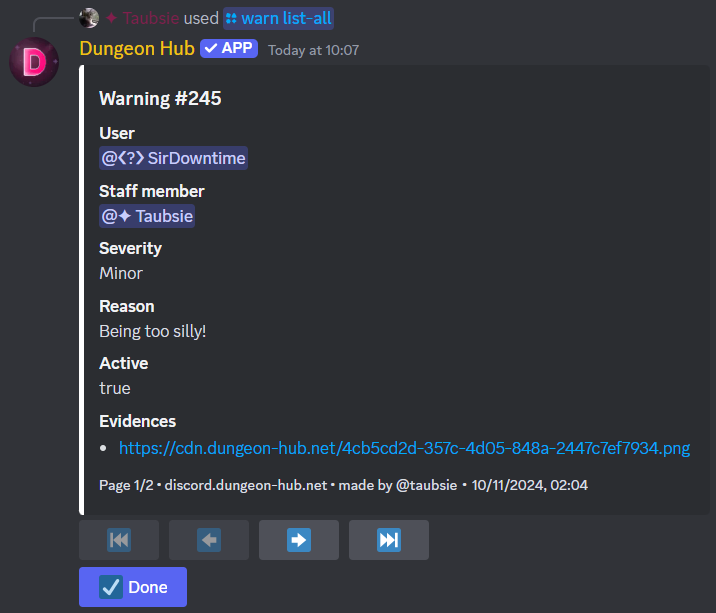 ✦ Taubsie used warn list-all
D
Dungeon Hub ✓ APP Today at 10:07
Warning #245
User
@❮?❯ SirDowntime
Staff member
@✦ Taubsie
Severity
Minor
Reason
Being too silly!
Active
true
Evidences
• https://cdn.dungeon-hub.net/4cb5cd2d-357c-4d05-848a-2447c7ef7934.png
Page 1/2 • discord.dungeon-hub.net • made by @taubsie • 10/11/2024, 02:04
Done